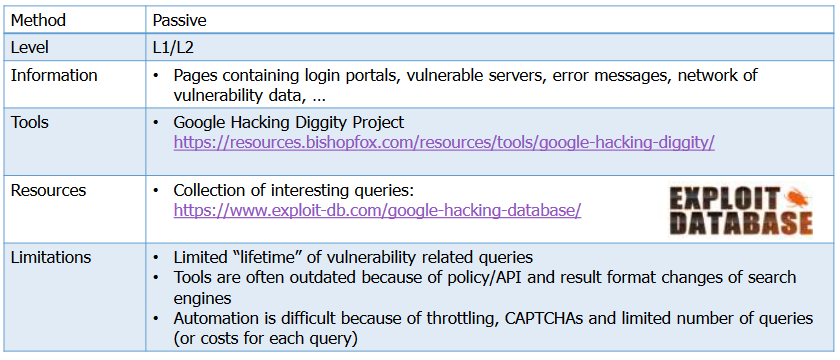 Method Passive
Level L1/L2
Information • Pages containing login portals, vulnerable servers, error messages, network of
vulnerability data, …
Tools • Google Hacking Diggity Project
https://resources.bishopfox.com/resources/tools/google-hacking-diggity/
Resources • Collection of interesting queries:
https://www.exploit-db.com/google-hacking-database/
EXPLOIT
DATABASE
Limitations • Limited “lifetime” of vulnerability related queries
• Tools are often outdated because of policy/API and result format changes of search
engines
• Automation is difficult because of throttling, CAPTCHAs and limited number of queries
(or costs for each query)